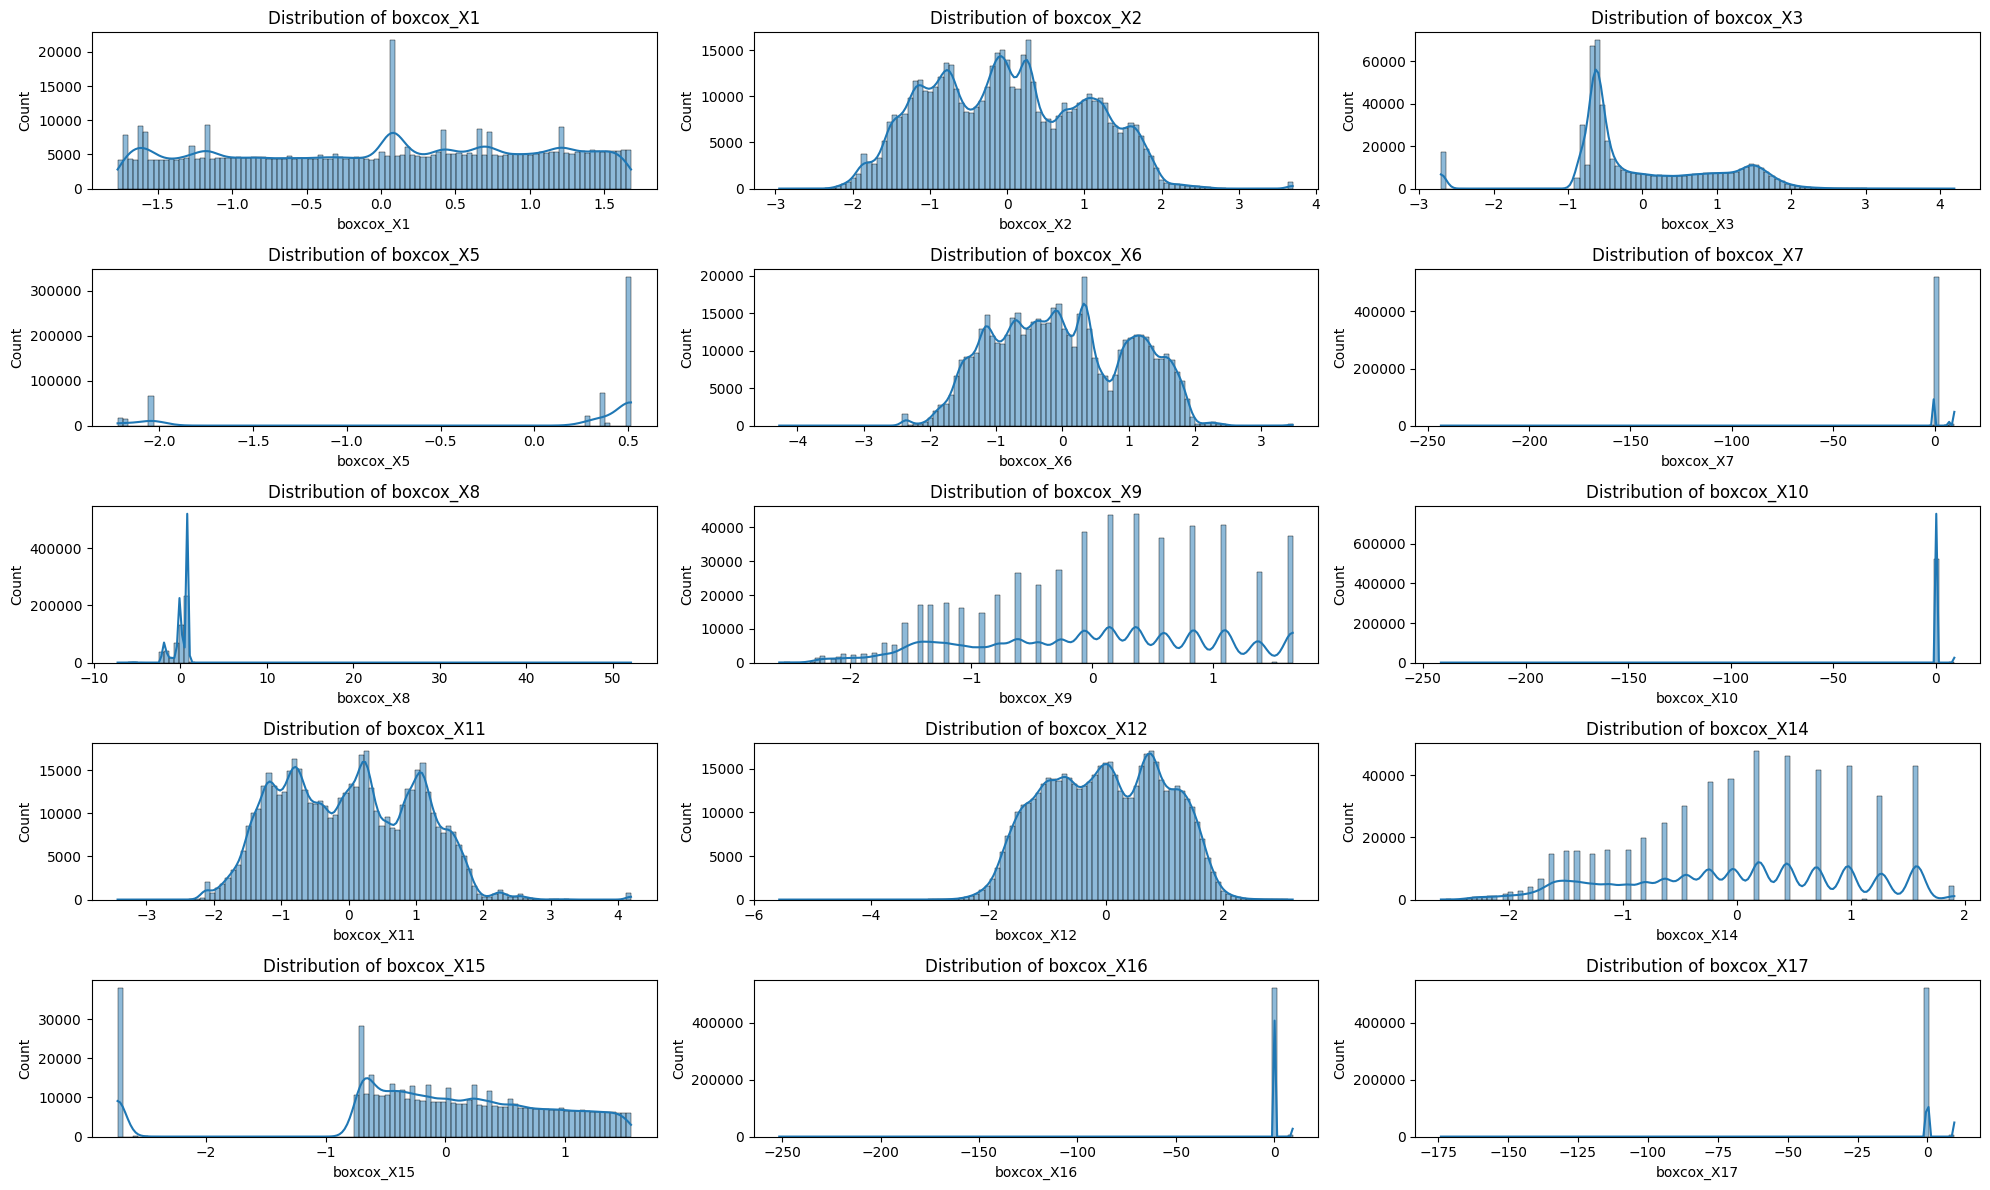 Distribution of boxcox_X1 Distribution of boxcox_X2 Distribution of boxcox_X3
Count 20000 15000 10000 5000 0
−1.5 −1.0 −0.5 0.0 0.5 1.0 1.5
boxcox_X1
Count 15000 10000 5000 0
−3 −2 −1 0 1 2 3 4
boxcox_X2
Count 60000 40000 20000 0
−3 −2 −1 0 1 2 3 4
boxcox_X3
Distribution of boxcox_X5 Distribution of boxcox_X6 Distribution of boxcox_X7
Count 300000 200000 100000 0
−2.0 −1.5 −1.0 −0.5 0.0 0.5
boxcox_X5
Count 20000 15000 10000 5000 0
−4 −3 −2 −1 0 1 2 3
boxcox_X6
Count 400000 200000 0
−250 −200 −150 −100 −50 0
boxcox_X7
Distribution of boxcox_X8 Distribution of boxcox_X9 Distribution of boxcox_X10
Count 400000 200000 0
−10 0 10 20 30 40 50
boxcox_X8
Count 40000 30000 20000 10000 0
−2 −1 0 1
boxcox_X9
Count 600000 400000 200000 0
−250 −200 −150 −100 −50 0
boxcox_X10
Distribution of boxcox_X11 Distribution of boxcox_X12 Distribution of boxcox_X14
Count 15000 10000 5000 0
−3 −2 −1 0 1 2 3 4
boxcox_X11
Count 15000 10000 5000 0
−6 −4 −2 0 2
boxcox_X12
Count 40000 20000 0
−2 −1 0 1 2
boxcox_X14
Distribution of boxcox_X15 Distribution of boxcox_X16 Distribution of boxcox_X17
Count 30000 20000 10000 0
−2 −1 0 1
boxcox_X15
Count 400000 200000 0
−250 −200 −150 −100 −50 0
boxcox_X16
Count 400000 200000 0
−175 −150 −125 −100 −75 −50 −25 0
boxcox_X17